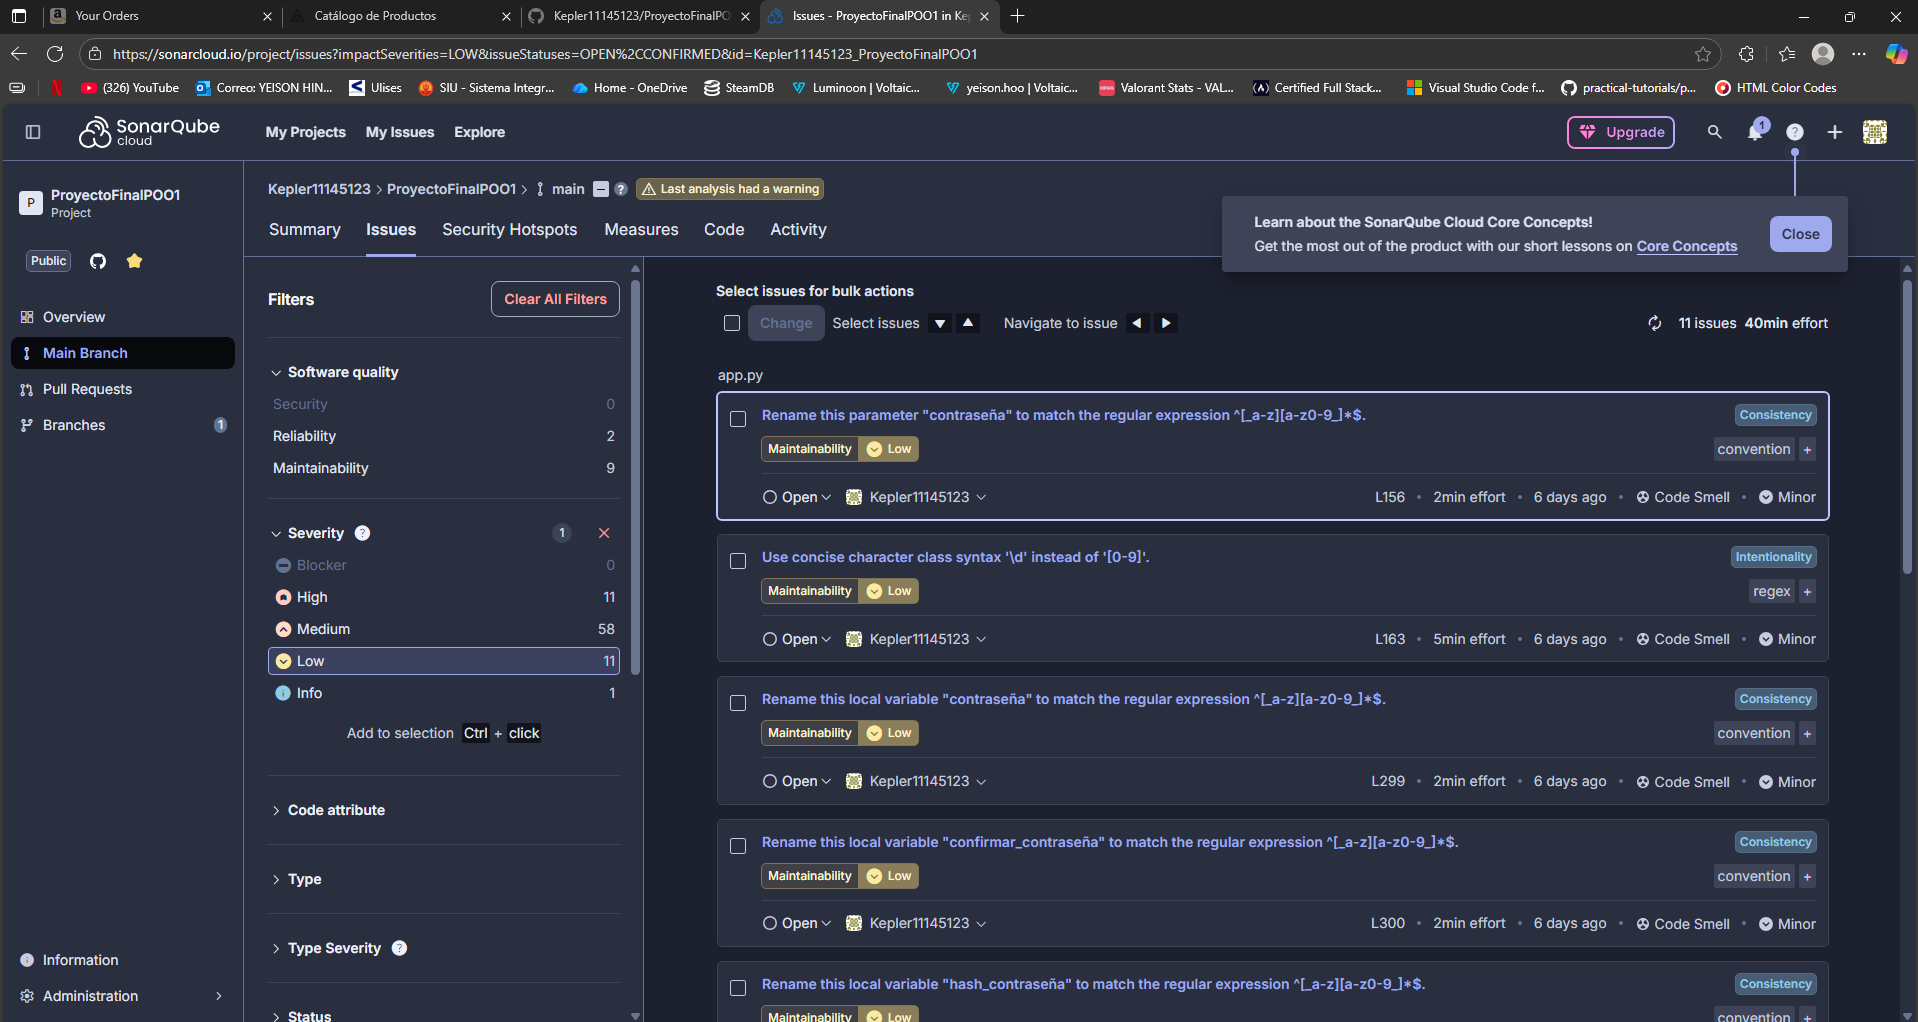 Your Orders
Catálogo de Productos
Kepler11145123/ProyectoFinalPO
Issues - ProyectoFinalPOO1 in Ke
https://sonarcloud.io/project/issues?impactSeverities=LOW&issueStatuses=OPEN%2CCONFIRMED&id=Kepler11145123_ProyectoFinalPOO1
(326) YouTube
Correo: YEISON HIN...
Ulises
SIU - Sistema Integr...
Home - OneDrive
SteamDB
Luminoon | Voltaic...
yeison.hoo | Voltaic...
Valorant Stats - VAL...
Certified Full Stack...
Visual Studio Code f...
practical-tutorials/p...
HTML Color Codes
SonarQube cloud
My Projects
My Issues
Explore
Upgrade
1
ProyectoFinalPOO1
Project
P
Public
Overview
Main Branch
Pull Requests
Branches 1
Information
Administration
Kepler11145123 > ProyectoFinalPOO1 > main
Last analysis had a warning
Summary
Issues
Security Hotspots
Measures
Code
Activity
Learn about the SonarQube Cloud Core Concepts!
Get the most out of the product with our short lessons on Core Concepts
Close
Filters
Clear All Filters
Software quality
Security 0
Reliability 2
Maintainability 9
Severity ? 1
Blocker 0
High 11
Medium 58
Low 11
Info 1
Add to selection Ctrl + click
Code attribute
Type
Type Severity ?
Status
Select issues for bulk actions
Change
Select issues
Navigate to issue
11 issues 40min effort
app.py
Rename this parameter "contraseña" to match the regular expression ^[_a-z][a-z0-9_]*$.
Consistency
Maintainability Low
convention +
Open Kepler11145123
L156 • 2min effort • 6 days ago • Code Smell • Minor
Use concise character class syntax '\d' instead of '[0-9]'.
Intentionality
Maintainability Low
regex +
Open Kepler11145123
L163 • 5min effort • 6 days ago • Code Smell • Minor
Rename this local variable "contraseña" to match the regular expression ^[_a-z][a-z0-9_]*$.
Consistency
Maintainability Low
convention +
Open Kepler11145123
L299 • 2min effort • 6 days ago • Code Smell • Minor
Rename this local variable "confirmar_contraseña" to match the regular expression ^[_a-z][a-z0-9_]*$.
Consistency
Maintainability Low
convention +
Open Kepler11145123
L300 • 2min effort • 6 days ago • Code Smell • Minor
Rename this local variable "hash_contraseña" to match the regular expression ^[_a-z][a-z0-9_]*$.
Consistency
Maintainability Low
convention +